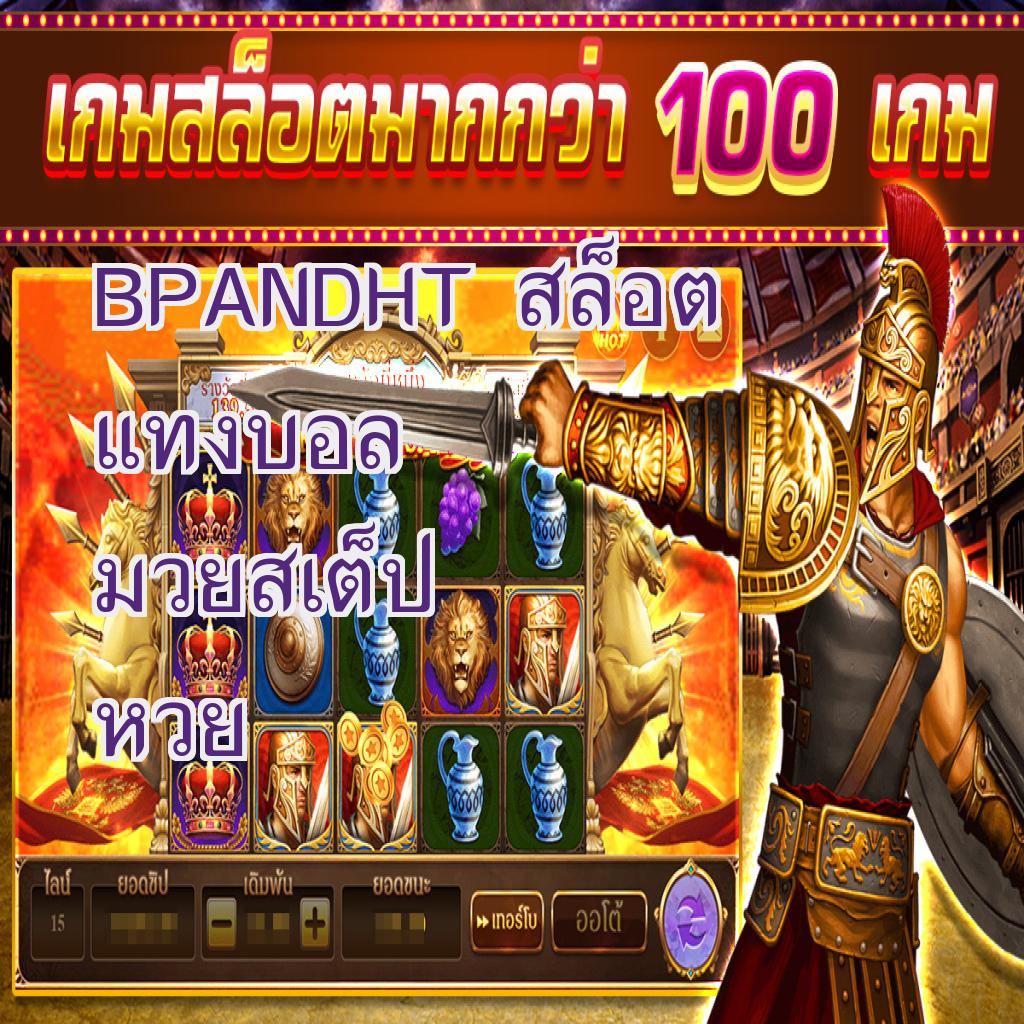 เกมสล็อตมากกว่า 100 เกม
BPANDHT สล็อต
HOT
แทงบอล
มวยสเต็ป
หวย
ไลน์ ยอดชิป เดิมพัน ยอดชนะ
15 เทอร์โบ ออโต้